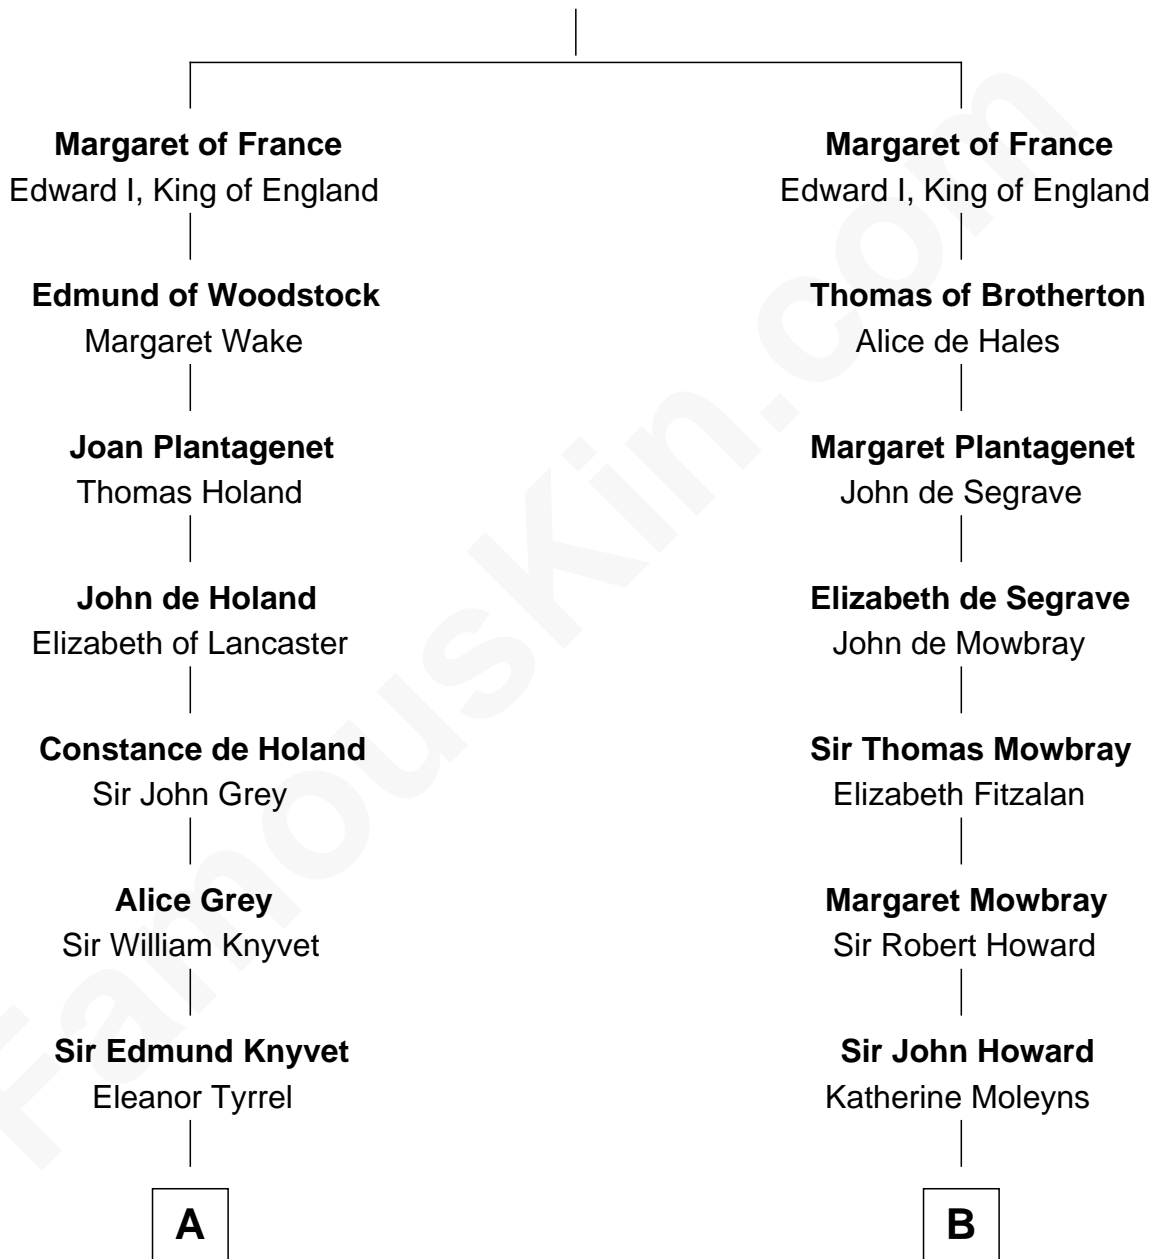 Margaret of France
Edward I, King of England
Edmund of Woodstock
Margaret Wake
Joan Plantagenet
Thomas Holand
John de Holand
Elizabeth of Lancaster
Constance de Holand
Sir John Grey
Alice Grey
Sir William Knyvet
Sir Edmund Knyvet
Eleanor Tyrrel
A
Margaret of France
Edward I, King of England
Thomas of Brotherton
Alice de Hales
Margaret Plantagenet
John de Segrave
Elizabeth de Segrave
John de Mowbray
Sir Thomas Mowbray
Elizabeth Fitzalan
Margaret Mowbray
Sir Robert Howard
Sir John Howard
Katherine Moleyns
B
FamousKin.com